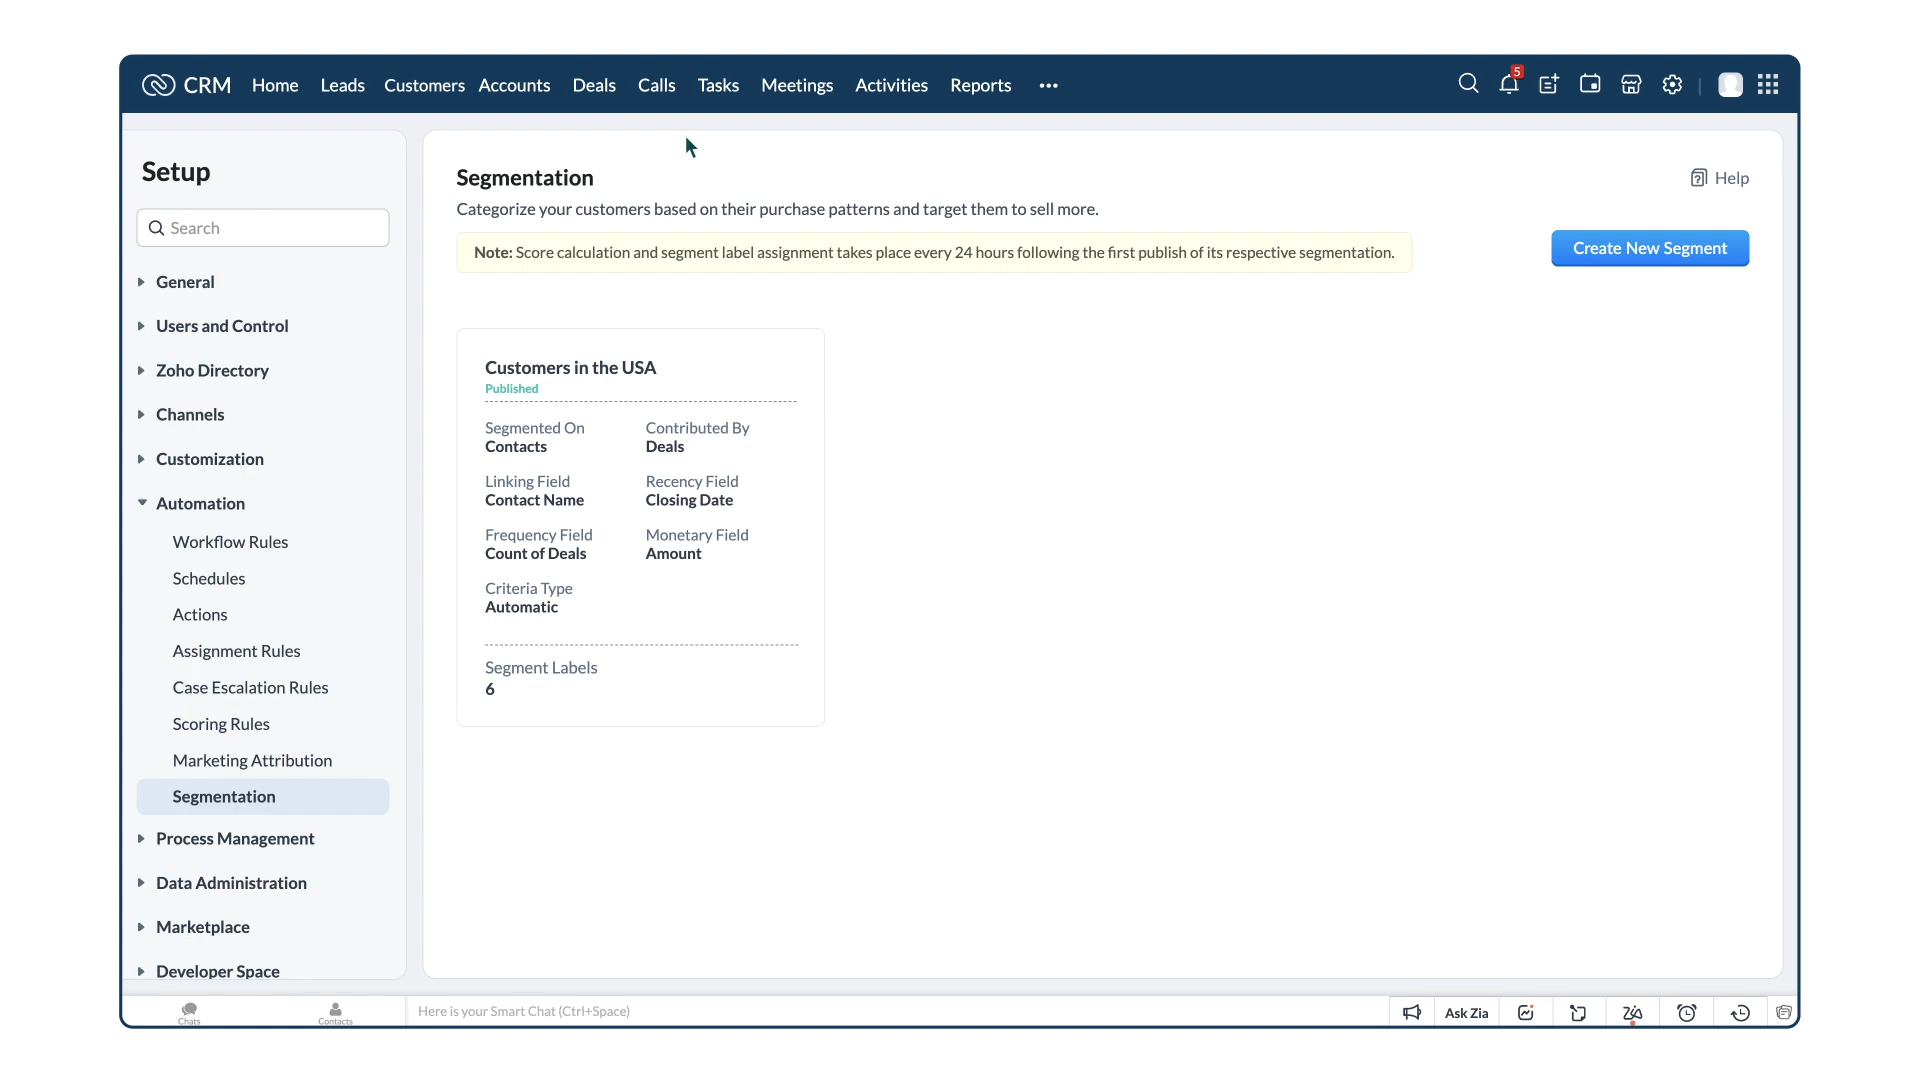 CRM Home Leads Customers Accounts Deals Calls Tasks Meetings Activities Reports ••• 5
Setup
Search
General
Users and Control
Zoho Directory
Channels
Customization
Automation
Workflow Rules
Schedules
Actions
Assignment Rules
Case Escalation Rules
Scoring Rules
Marketing Attribution
Segmentation
Process Management
Data Administration
Marketplace
Developer Space
Segmentation
Help
Categorize your customers based on their purchase patterns and target them to sell more.
Note: Score calculation and segment label assignment takes place every 24 hours following the first publish of its respective segmentation.
Create New Segment
Customers in the USA
Published
Segmented On Contributed By
Contacts Deals
Linking Field Recency Field
Contact Name Closing Date
Frequency Field Monetary Field
Count of Deals Amount
Criteria Type
Automatic
Segment Labels
6
Chats Contacts Here is your Smart Chat (Ctrl+Space) Ask Zia